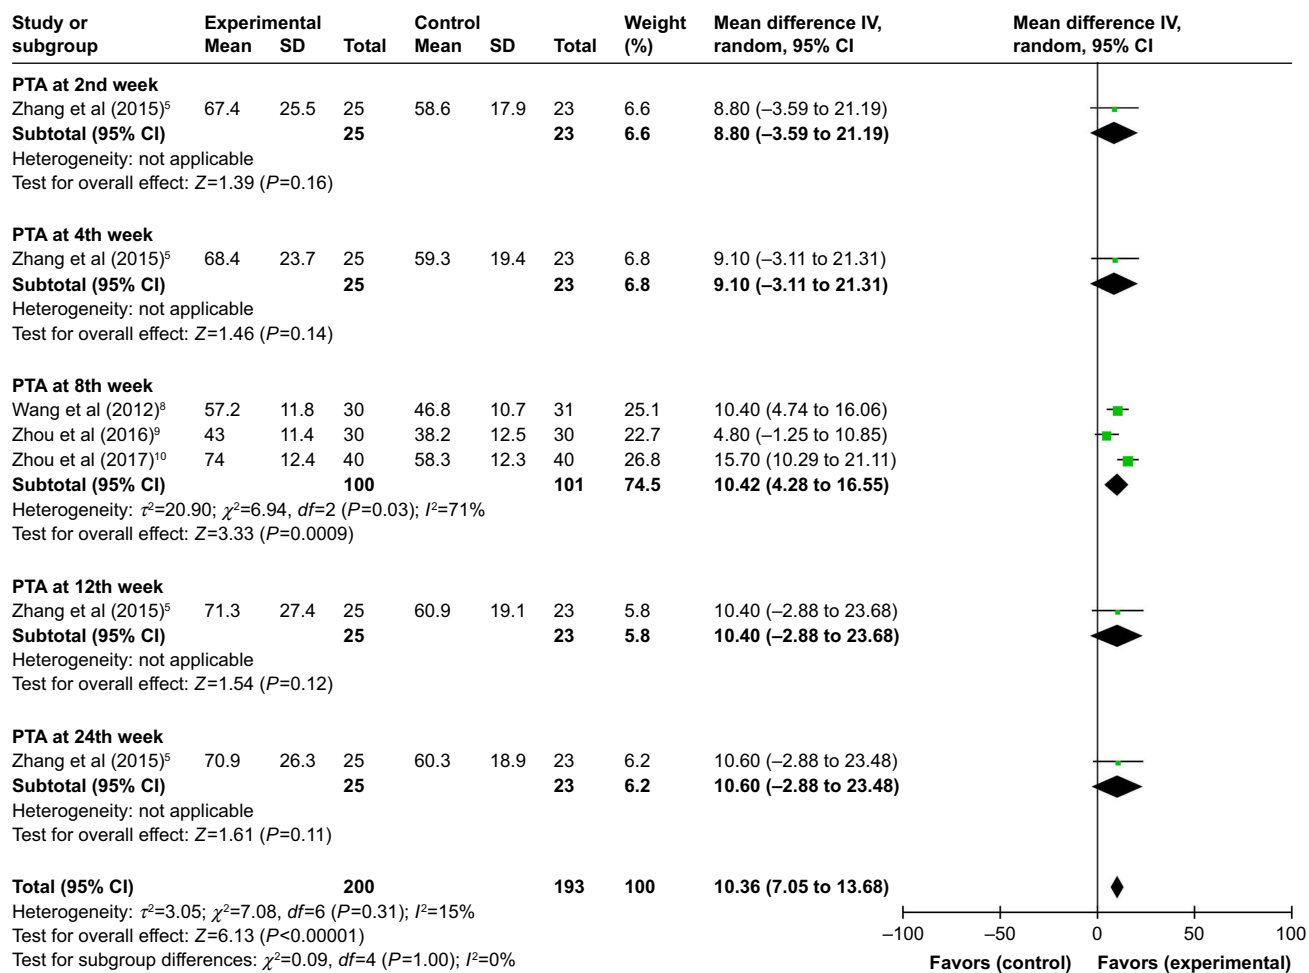 Study or subgroup Experimental Control Weight (%) Mean difference IV, random, 95% CI Mean difference IV, random, 95% CI
Mean SD Total Mean SD Total
PTA at 2nd week
Zhang et al (2015)5 67.4 25.5 25 58.6 17.9 23 6.6 8.80 (–3.59 to 21.19)
Subtotal (95% CI) 25 23 6.6 8.80 (–3.59 to 21.19)
Heterogeneity: not applicable
Test for overall effect: Z=1.39 (P=0.16)
PTA at 4th week
Zhang et al (2015)5 68.4 23.7 25 59.3 19.4 23 6.8 9.10 (–3.11 to 21.31)
Subtotal (95% CI) 25 23 6.8 9.10 (–3.11 to 21.31)
Heterogeneity: not applicable
Test for overall effect: Z=1.46 (P=0.14)
PTA at 8th week
Wang et al (2012)8 57.2 11.8 30 46.8 10.7 31 25.1 10.40 (4.74 to 16.06)
Zhou et al (2016)9 43 11.4 30 38.2 12.5 30 22.7 4.80 (–1.25 to 10.85)
Zhou et al (2017)10 74 12.4 40 58.3 12.3 40 26.8 15.70 (10.29 to 21.11)
Subtotal (95% CI) 100 101 74.5 10.42 (4.28 to 16.55)
Heterogeneity: τ2=20.90; χ2=6.94, df=2 (P=0.03); I2=71%
Test for overall effect: Z=3.33 (P=0.0009)
PTA at 12th week
Zhang et al (2015)5 71.3 27.4 25 60.9 19.1 23 5.8 10.40 (–2.88 to 23.68)
Subtotal (95% CI) 25 23 5.8 10.40 (–2.88 to 23.68)
Heterogeneity: not applicable
Test for overall effect: Z=1.54 (P=0.12)
PTA at 24th week
Zhang et al (2015)5 70.9 26.3 25 60.3 18.9 23 6.2 10.60 (–2.88 to 23.48)
Subtotal (95% CI) 25 23 6.2 10.60 (–2.88 to 23.48)
Heterogeneity: not applicable
Test for overall effect: Z=1.61 (P=0.11)
Total (95% CI) 200 193 100 10.36 (7.05 to 13.68)
Heterogeneity: τ2=3.05; χ2=7.08, df=6 (P=0.31); I2=15%
Test for overall effect: Z=6.13 (P<0.00001)
Test for subgroup differences: χ2=0.09, df=4 (P=1.00); I2=0%
–100 –50 0 50 100
Favors (control) Favors (experimental)